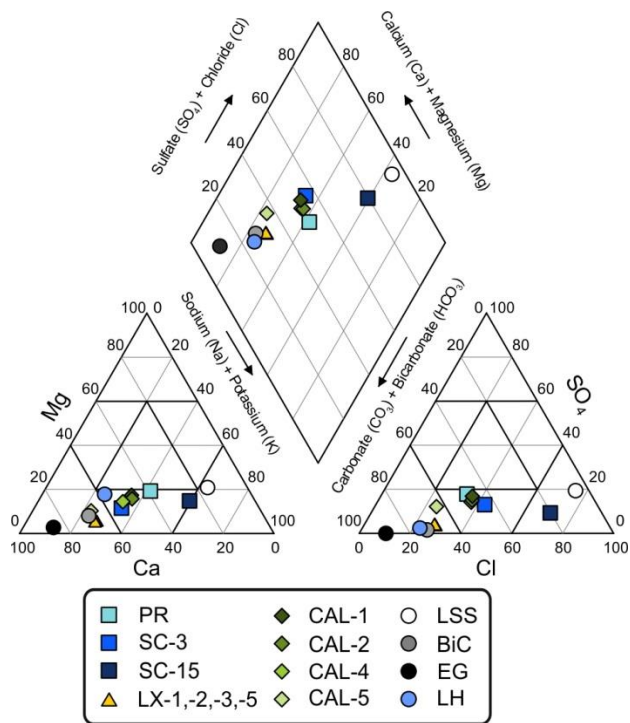 Sulfate (SO₄) + Chloride (Cl)
Calcium (Ca) + Magnesium (Mg)
80 80
60 60
40 40
20 20
Sodium (Na) + Potassium (K)
Carbonate (CO₃) + Bicarbonate (HCO₃)
100 0
80 20
60 40
40 60
20 80
0 100
100 80 60 40 20 0
Mg
Ca
100 0
80 20
60 40
40 60
20 80
0 100
0 20 40 60 80 100
SO₄
Cl
PR
SC-3
SC-15
LX-1,-2,-3,-5
CAL-1
CAL-2
CAL-4
CAL-5
LSS
BiC
EG
LH